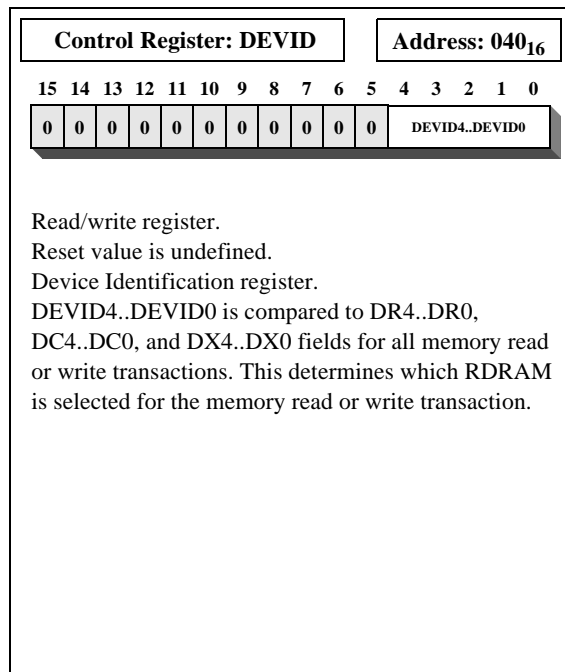 Control Register: DEVID Address: 040₁₆
15 14 13 12 11 10 9 8 7 6 5 4 3 2 1 0
0 0 0 0 0 0 0 0 0 0 0 DEVID4..DEVID0
Read/write register.
Reset value is undefined.
Device Identification register.
DEVID4..DEVID0 is compared to DR4..DR0,
DC4..DC0, and DX4..DX0 fields for all memory read
or write transactions. This determines which RDRAM
is selected for the memory read or write transaction.